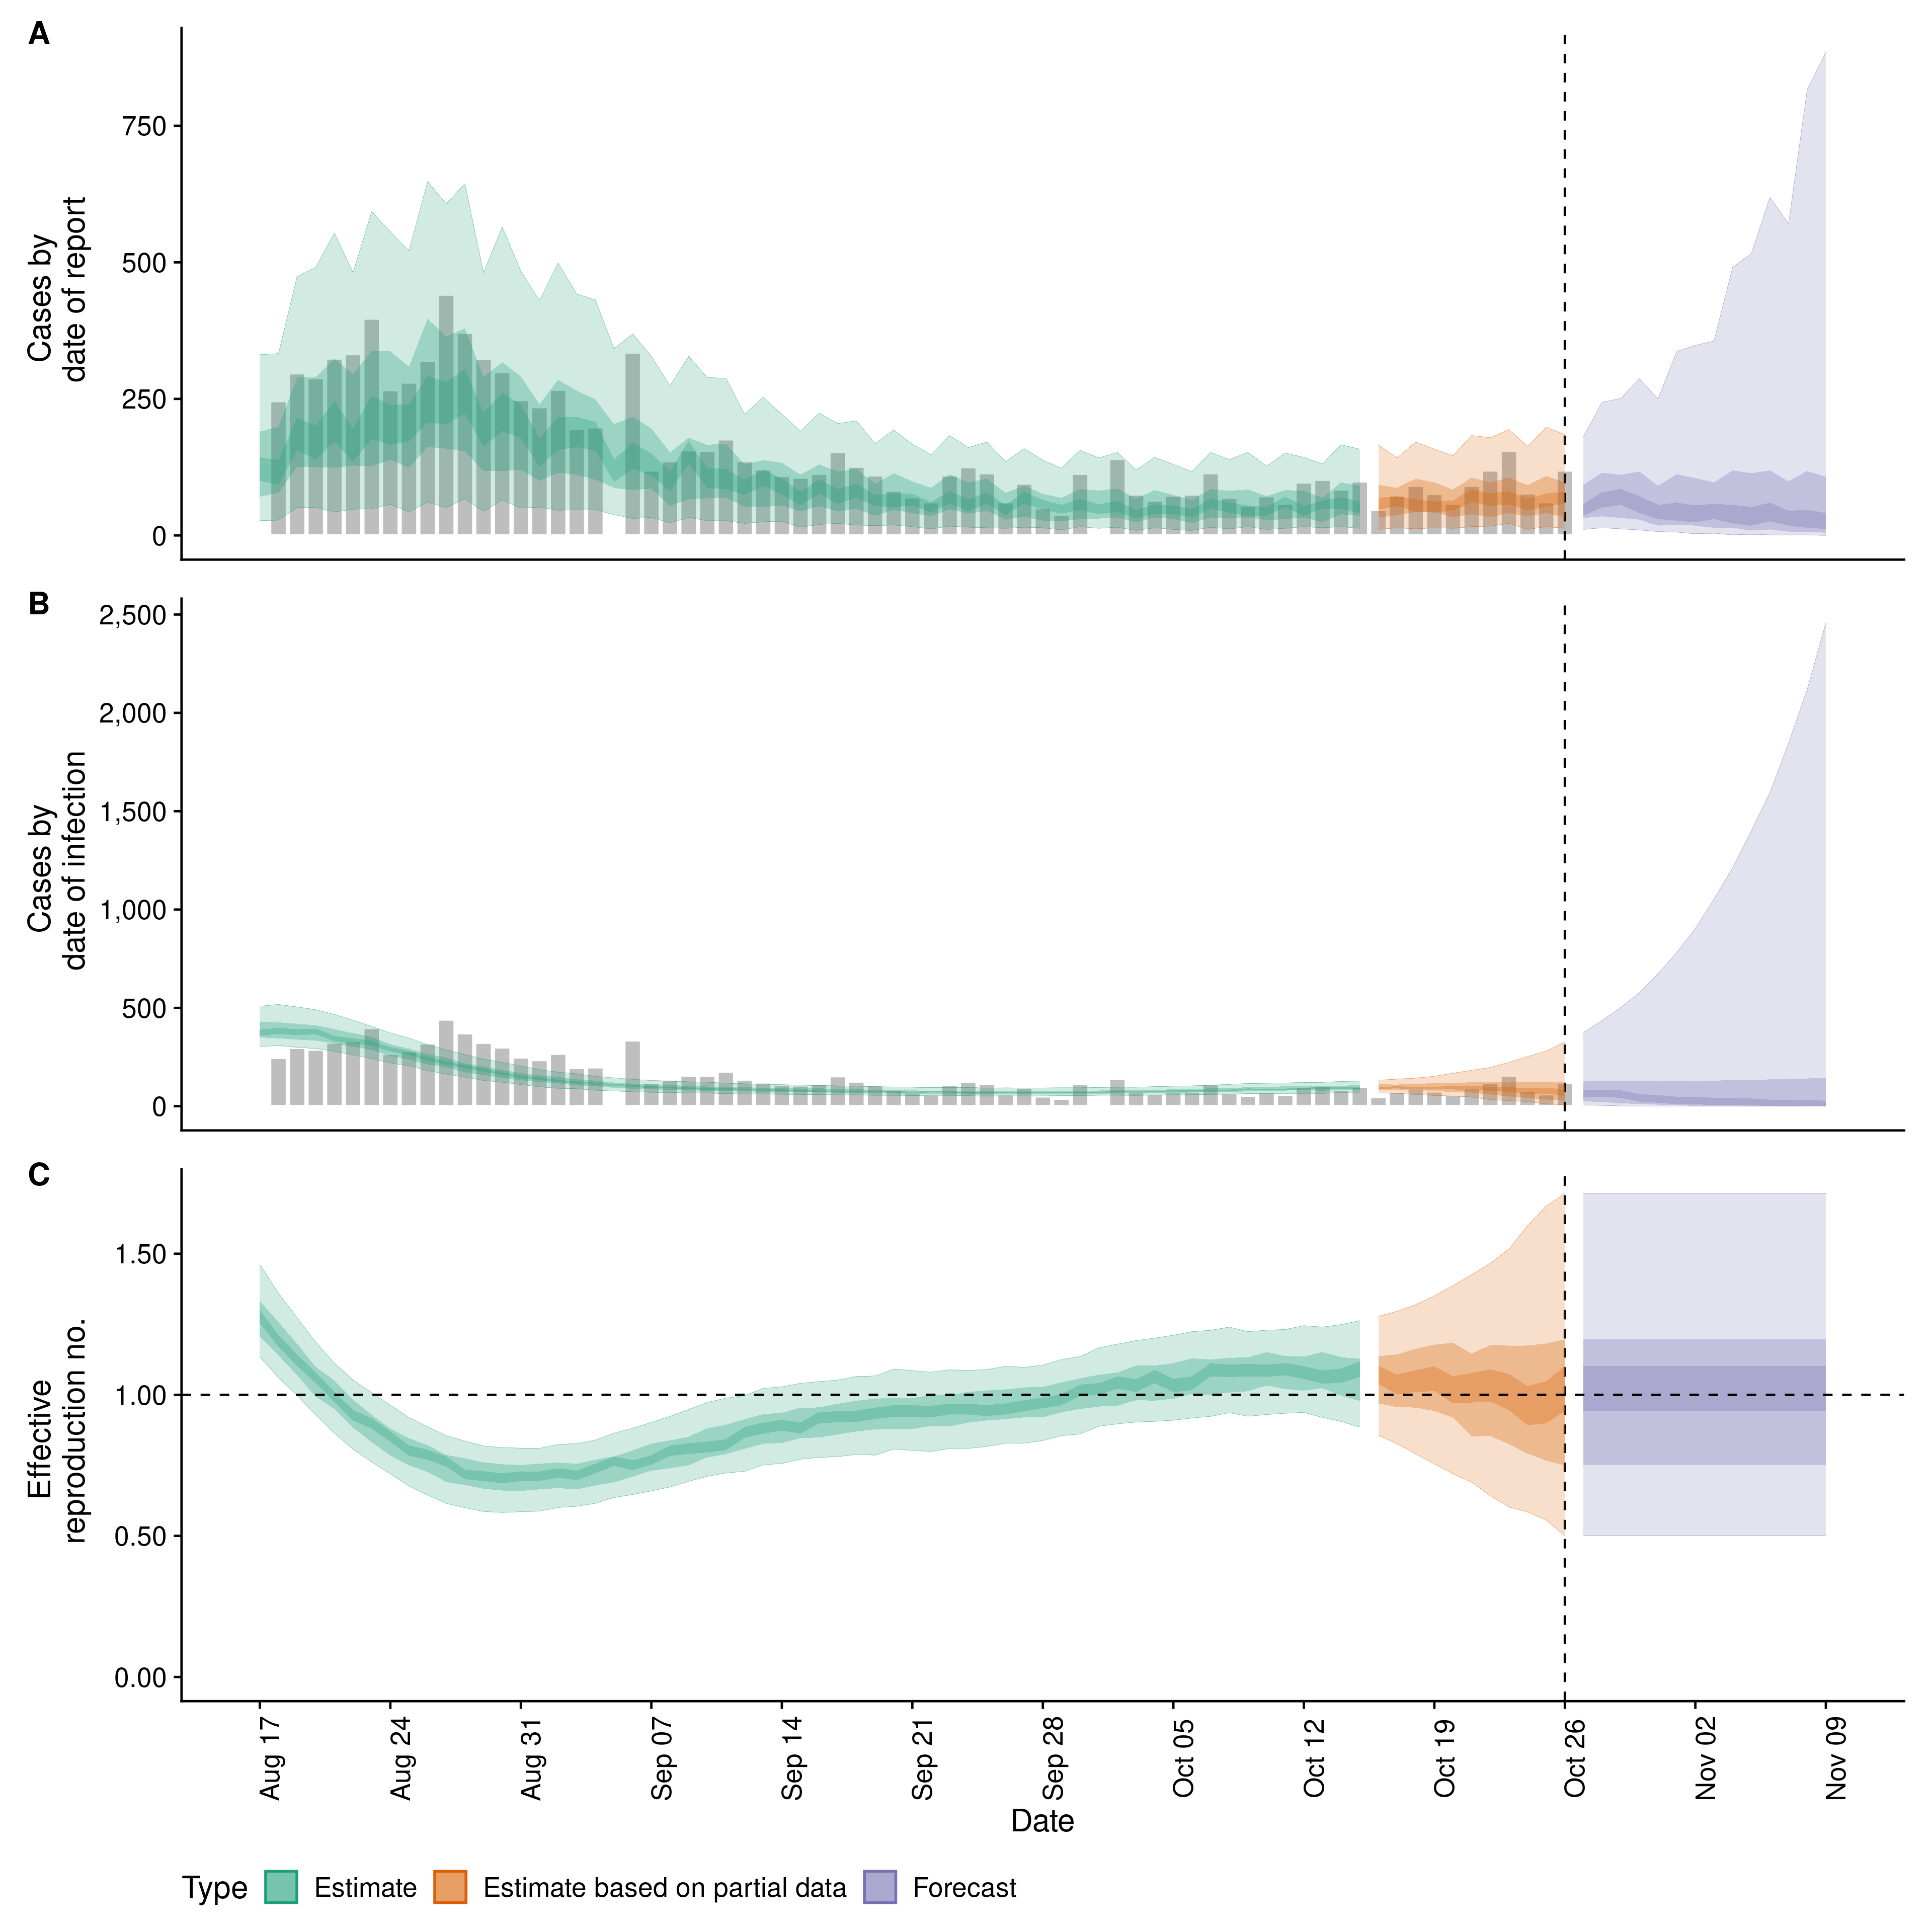 A
Cases by
date of report
750
500
250
0
B
Cases by
date of infection
2,500
2,000
1,500
1,000
500
0
C
Effective
reproduction no.
1.50
1.00
0.50
0.00
Aug 17
Aug 24
Aug 31
Sep 07
Sep 14
Sep 21
Sep 28
Oct 05
Oct 12
Oct 19
Oct 26
Nov 02
Nov 09
Date
Type Estimate Estimate based on partial data Forecast